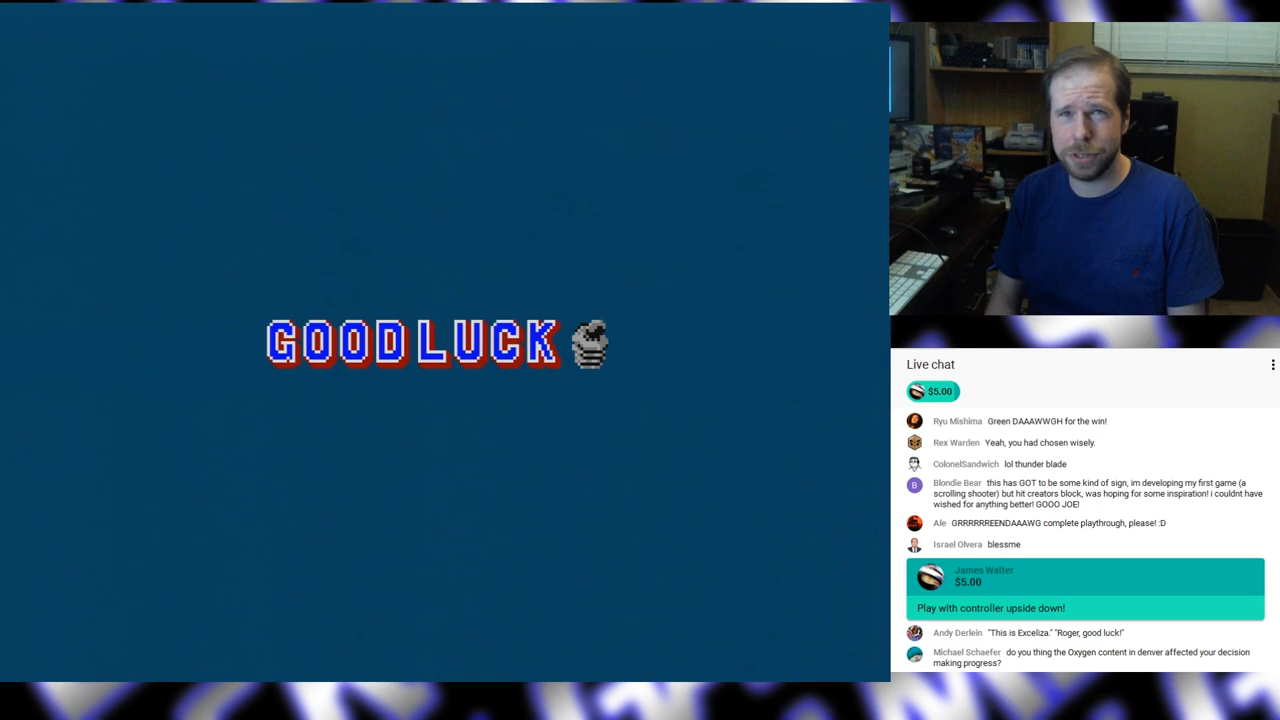 GOOD LUCK
Live chat
$5.00
Ryu Mishima Green DAAAWWGH for the win!
Rex Warden Yeah, you had chosen wisely.
ColonelSandwich lol thunder blade
B Blondie Bear this has GOT to be some kind of sign, im developing my first game (a
scrolling shooter) but hit creators block, was hoping for some inspiration! i couldnt have
wished for anything better! GOOO JOE!
Ale GRRRRRREENDAAAWG complete playthrough, please! :D
Israel Olvera blessme
James Walter
$5.00
Play with controller upside down!
Andy Derlein "This is Exceliza." "Roger, good luck!"
Michael Schaefer do you thing the Oxygen content in denver affected your decision
making progress?